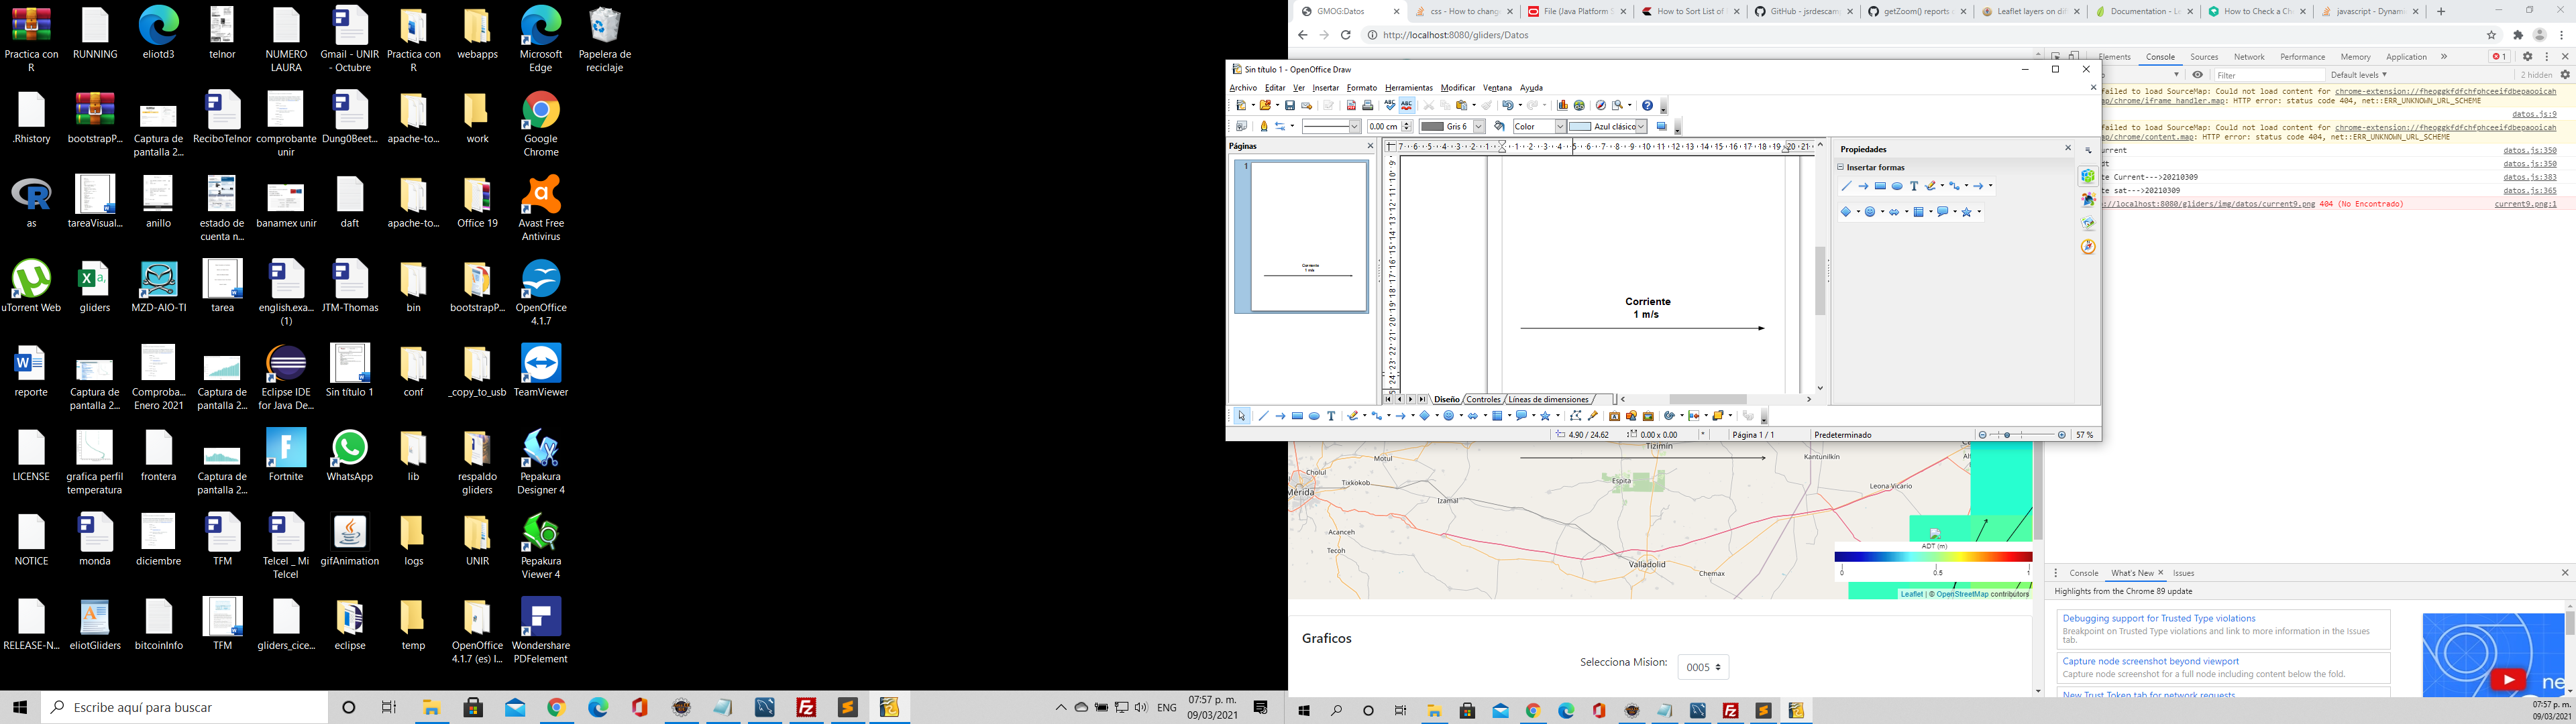 Practica con R
RUNNING
eliotd3
telnor
NUMERO LAURA
Gmail - UNIR - Octubre
Practica con R
webapps
Microsoft Edge
Papelera de reciclaje
.Rhistory
bootstrapP...
Captura de pantalla 2...
ReciboTelnor
comprobante unir
Dung0Beet...
apache-to...
work
Google Chrome
as
tareaVisual...
anillo
estado de cuenta n...
banamex unir
daft
apache-to...
Office 19
Avast Free Antivirus
uTorrent Web
gliders
MZD-AIO-TI
tarea
english.exa... (1)
JTM-Thomas
bin
bootstrapP...
OpenOffice 4.1.7
reporte
Captura de pantalla 2...
Comproba... Enero 2021
Captura de pantalla 2...
Eclipse IDE for Java De...
Sin título 1
conf
_copy_to_usb
TeamViewer
LICENSE
grafica perfil temperatura
frontera
Captura de pantalla 2...
Fortnite
WhatsApp
lib
respaldo gliders
Pepakura Designer 4
NOTICE
monda
diciembre
TFM
Telcel _ Mi Telcel
gifAnimation
logs
UNIR
Pepakura Viewer 4
RELEASE-N...
eliotGliders
bitcoinInfo
TFM
gliders_cice...
eclipse
temp
OpenOffice 4.1.7 (es) I...
Wondershare PDFelement
Escribe aquí para buscar
ENG
07:57 p. m.
09/03/2021
GMOG:Datos
css - How to chang
File (Java Platform S
How to Sort List of
GitHub - jsrdescam
getZoom() reports
Leaflet layers on di
Documentation - Le
How to Check a Ch
javascript - Dynam
http://localhost:8080/gliders/Datos
Elements
Console
Sources
Network
Performance
Memory
Application
1
Filter
Default levels
2 hidden
ailed to load SourceMap: Could not load content for chrome-extension://fheoggkfdfchfphceeifdbepaooicah
ap/chrome/iframe_handler.map: HTTP error: status code 404, net::ERR_UNKNOWN_URL_SCHEME
datos.js:9
ailed to load SourceMap: Could not load content for chrome-extension://fheoggkfdfchfphceeifdbepaooicah
ap/chrome/content.map: HTTP error: status code 404, net::ERR_UNKNOWN_URL_SCHEME
urrent
datos.js:350
dt
datos.js:350
te Current--->20210309
datos.js:383
te sat--->20210309
datos.js:365
://localhost:8080/gliders/img/datos/current9.png 404 (No Encontrado)
current9.png:1
Sin título 1 - OpenOffice Draw
Archivo Editar Ver Insertar Formato Herramientas Modificar Ventana Ayuda
0.00 cm
Gris 6
Color
Azul clásico
Páginas
1
Corriente
1 m/s
Corriente
1 m/s
Propiedades
Insertar formas
Diseño
Controles
Líneas de dimensiones
4.90 / 24.62
0.00 x 0.00
*
Página 1 / 1
Predeterminado
57 %
Tizimín
Motul
Kantunilkín
Cholul
Tixkokob
Espita
Leona Vicario
Mérida
Izamal
Acanceh
Tecoh
Valladolid
Chemax
ADT (m)
0
0.5
1
Leaflet | © OpenStreetMap contributors
Graficos
Selecciona Mision:
0005
Console
What's New
Issues
Highlights from the Chrome 89 update
Debugging support for Trusted Type violations
Breakpoint on Trusted Type violations and link to more information in the Issues
tab.
Capture node screenshot beyond viewport
Capture node screenshot for a full node including content below the fold.
New Trust Token tab for network requests
ne
07:57 p. m.
09/03/2021